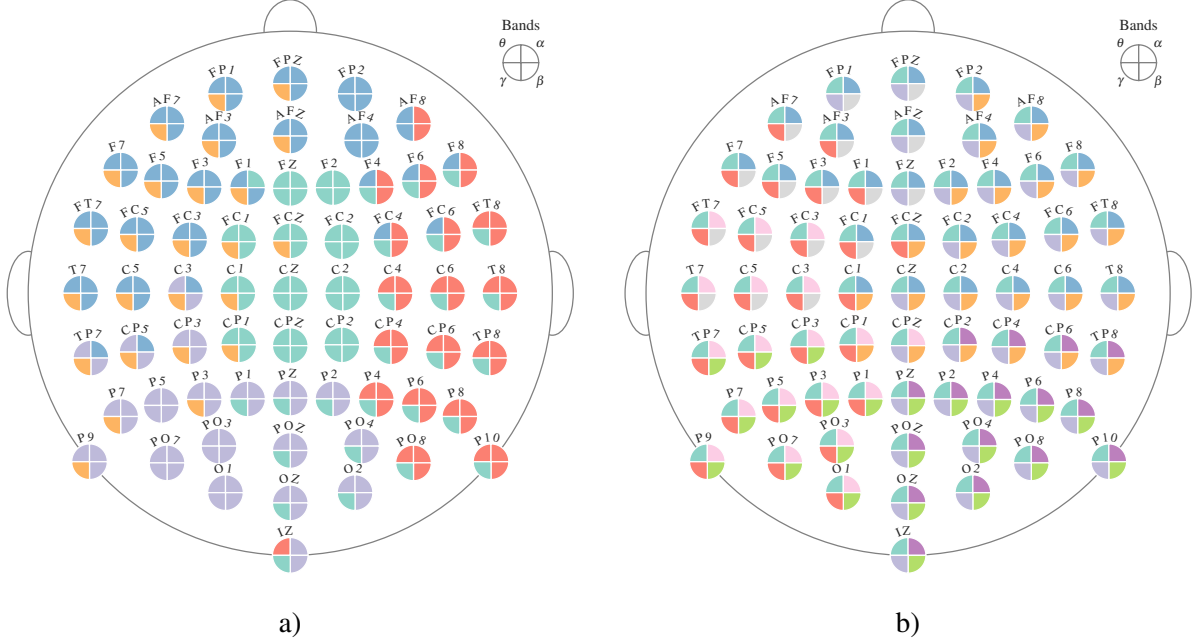 Bands
θ α
γ β
FPZ
FP1 FP2
AF7 AF8
AF3 AFZ AF4
F7 F8
F5 F3 F1 FZ F2 F4 F6
FT7 FT8
FC5 FC3 FC1 FCZ FC2 FC4 FC6
T7 C5 C3 C1 CZ C2 C4 C6 T8
TP7 CP5 CP3 CP1 CPZ CP2 CP4 CP6 TP8
P7 P5 P3 P1 PZ P2 P4 P6 P8
P9 PO7 PO3 POZ PO4 PO8 P10
O1 OZ O2
IZ
a)
Bands
θ α
γ β
FPZ
FP1 FP2
AF7 AF8
AF3 AFZ AF4
F7 F8
F5 F3 F1 FZ F2 F4 F6
FT7 FT8
FC5 FC3 FC1 FCZ FC2 FC4 FC6
T7 C5 C3 C1 CZ C2 C4 C6 T8
TP7 CP5 CP3 CP1 CPZ CP2 CP4 CP6 TP8
P7 P5 P3 P1 PZ P2 P4 P6 P8
P9 PO7 PO3 POZ PO4 PO8 P10
O1 OZ O2
IZ
b)